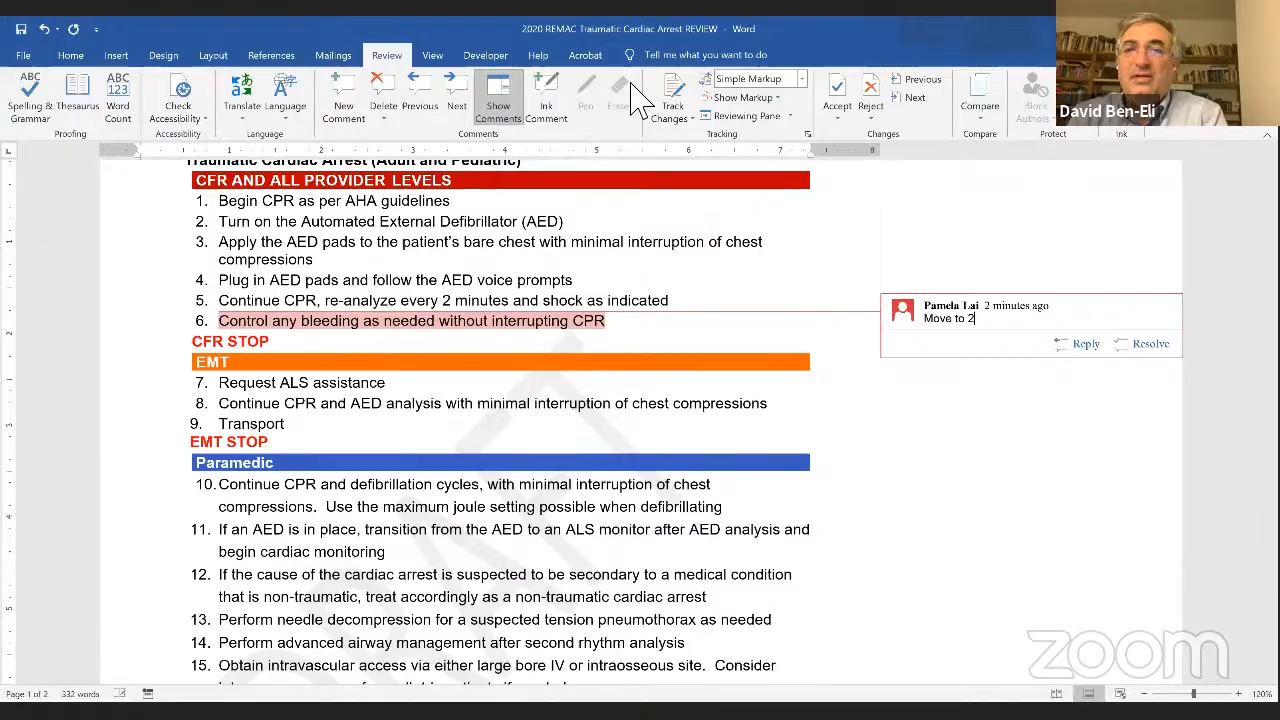 2020 REMAC Traumatic Cardiac Arrest REVIEW - Word
File Home Insert Design Layout References Mailings Review View Developer Help Acrobat Tell me what you want to do
Spelling & Grammar
Thesaurus
Word Count
Proofing
Check Accessibility
Accessibility
Translate
Language
Language
New Comment
Delete
Previous
Next
Show Comments
Ink Comment
Pen
Erase
Comments
Track Changes
Simple Markup
Show Markup
Reviewing Pane
Tracking
Accept
Reject
Previous
Next
Changes
Compare
Compare
Block Authors
Protect
David Ben-Eli
Traumatic Cardiac Arrest (Adult and Pediatric)
CFR AND ALL PROVIDER LEVELS
1. Begin CPR as per AHA guidelines
2. Turn on the Automated External Defibrillator (AED)
3. Apply the AED pads to the patient's bare chest with minimal interruption of chest
compressions
4. Plug in AED pads and follow the AED voice prompts
5. Continue CPR, re-analyze every 2 minutes and shock as indicated
6. Control any bleeding as needed without interrupting CPR
CFR STOP
EMT
7. Request ALS assistance
8. Continue CPR and AED analysis with minimal interruption of chest compressions
9. Transport
EMT STOP
Paramedic
10. Continue CPR and defibrillation cycles, with minimal interruption of chest
compressions. Use the maximum joule setting possible when defibrillating
11. If an AED is in place, transition from the AED to an ALS monitor after AED analysis and
begin cardiac monitoring
12. If the cause of the cardiac arrest is suspected to be secondary to a medical condition
that is non-traumatic, treat accordingly as a non-traumatic cardiac arrest
13. Perform needle decompression for a suspected tension pneumothorax as needed
14. Perform advanced airway management after second rhythm analysis
15. Obtain intravascular access via either large bore IV or intraosseous site. Consider
Pamela Lai 2 minutes ago
Move to 2
Reply Resolve
DRAFT
zoom
Page 1 of 2 332 words
120%